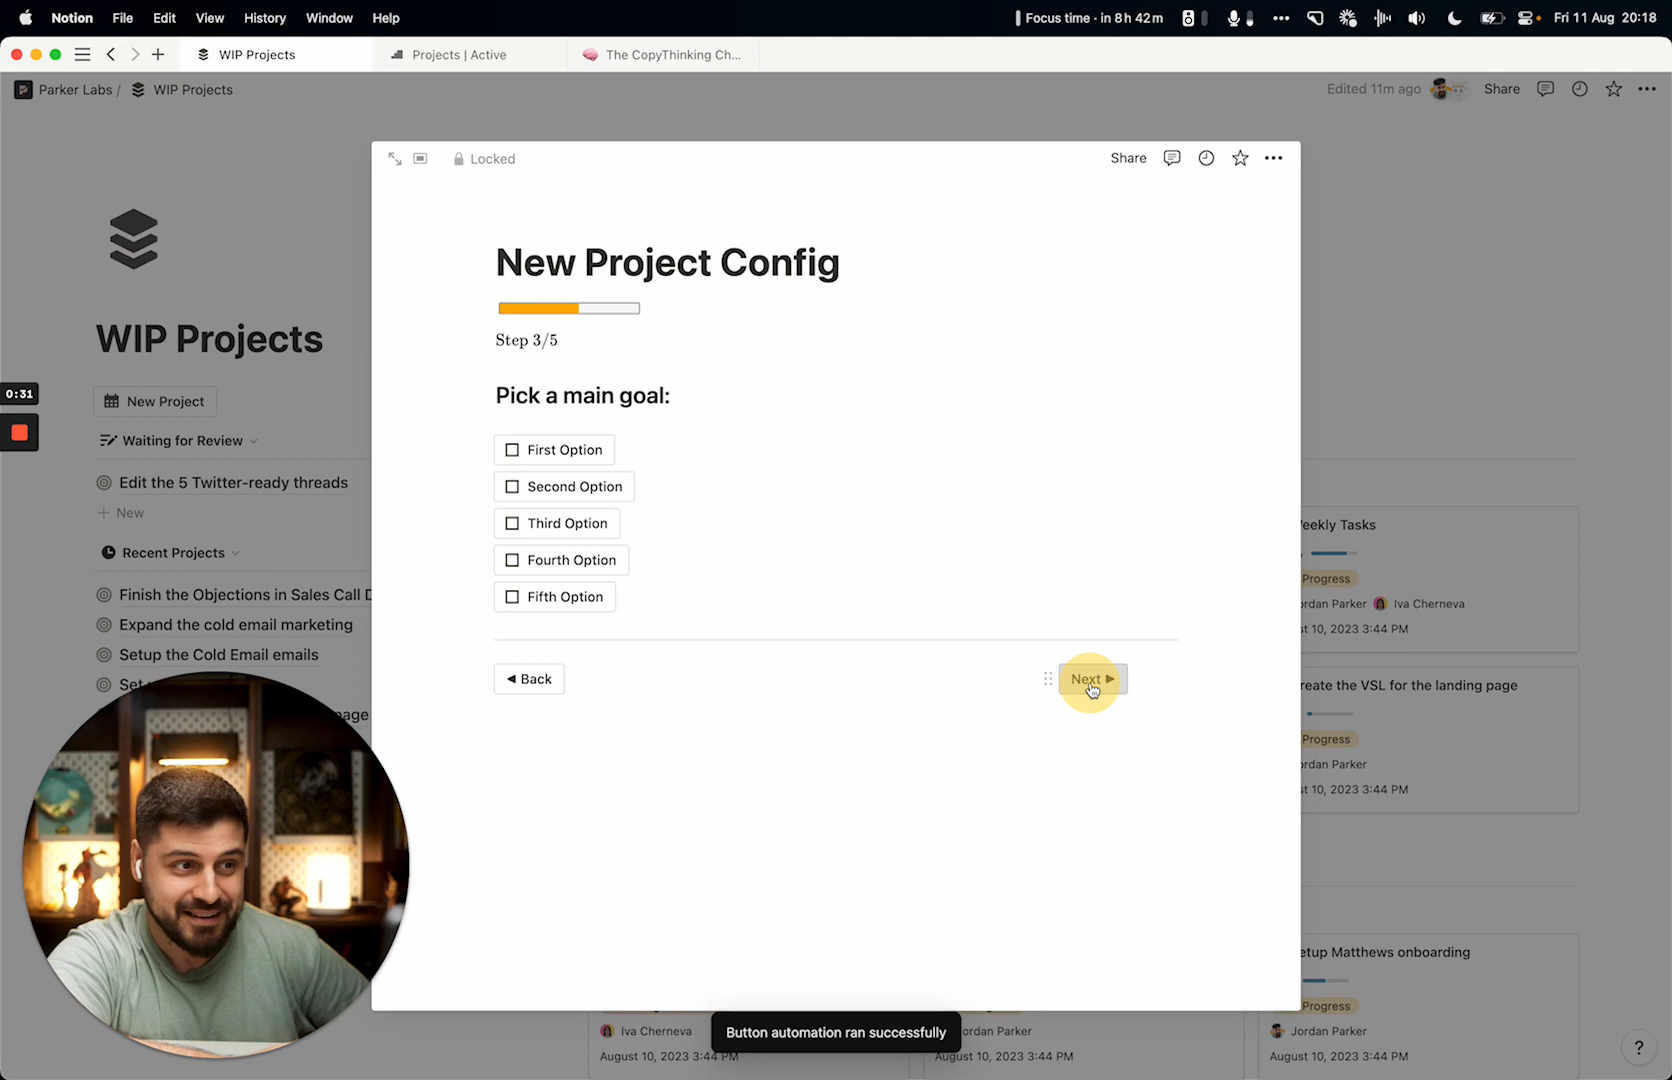 Notion File Edit View History Window Help
Focus time · in 8h 42m
Fri 11 Aug 20:18
WIP Projects
Projects | Active
The CopyThinking Ch...
Parker Labs / WIP Projects
Edited 11m ago
Share
Locked
Share
New Project Config
Step 3/5
Pick a main goal:
First Option
Second Option
Third Option
Fourth Option
Fifth Option
◀ Back
Next ▶
WIP Projects
0:31
New Project
Waiting for Review
Edit the 5 Twitter-ready threads
+ New
Recent Projects
Finish the Objections in Sales Call
Expand the cold email marketing
Setup the Cold Email emails
eekly Tasks
Progress
rdan Parker Iva Cherneva
st 10, 2023 3:44 PM
reate the VSL for the landing page
Progress
rdan Parker
st 10, 2023 3:44 PM
etup Matthews onboarding
Progress
Jordan Parker
August 10, 2023 3:44 PM
Iva Cherneva
August 10, 2023 3:44 PM
ordan Parker
August 10, 2023 3:44 PM
Button automation ran successfully
?